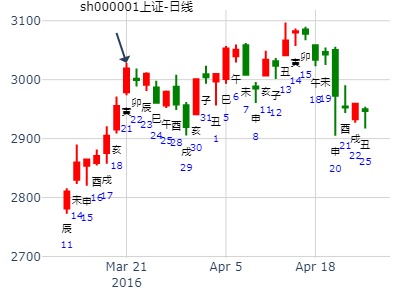 sh000001上证-日线
3100
3000
2900
2800
2700
辰
11
未
14
申
15
酉
16
戌
17
亥
18
寅
21
卯
22
辰
23
巳
24
午
25
酉
28
戌
29
亥
30
子
31
丑
1
巳
5
午
6
未
7
申
8
亥
11
子
12
丑
13
寅
14
卯
15
午
18
未
19
申
20
酉
21
戌
22
丑
25
Mar 21
2016
Apr 5
Apr 18